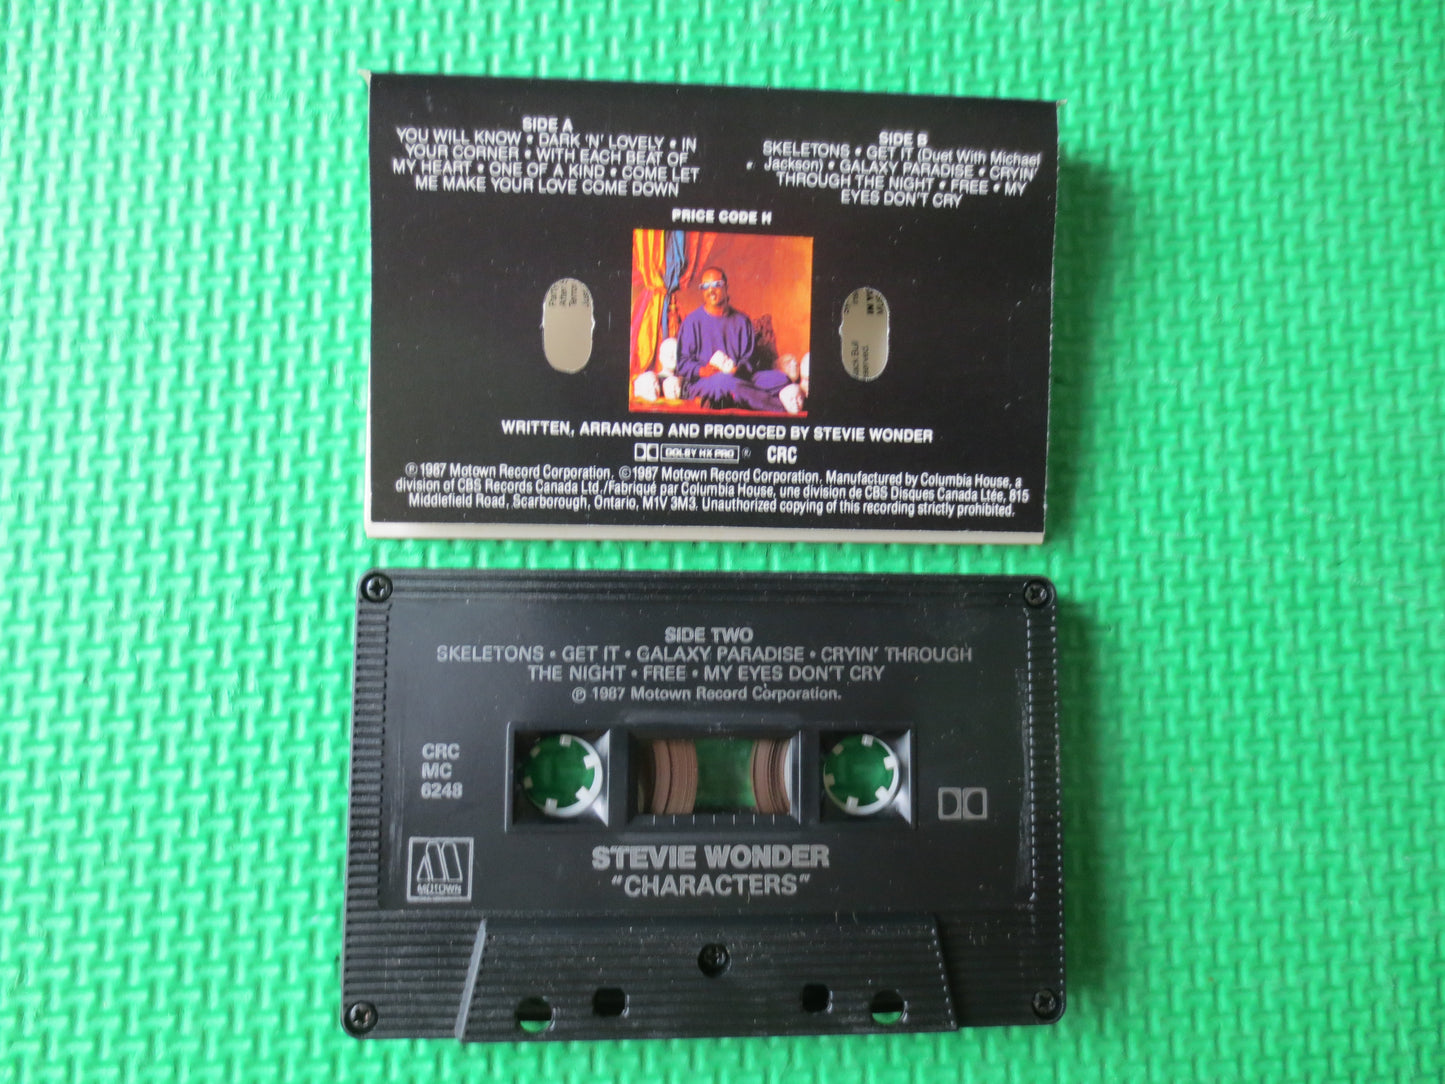 SIDE A
YOU WILL KNOW • DARK 'N' LOVELY • IN
YOUR CORNER • WITH EACH BEAT OF
MY HEART • ONE OF A KIND • COME LET
ME MAKE YOUR LOVE COME DOWN
SIDE B
SKELETONS • GET IT (Duet With Michael
Jackson) • GALAXY PARADISE • CRYIN'
THROUGH THE NIGHT • FREE • MY
EYES DON'T CRY
PRICE CODE H
WRITTEN, ARRANGED AND PRODUCED BY STEVIE WONDER
DOLBY HX PRO ® CRC
℗ 1987 Motown Record Corporation. ©1987 Motown Record Corporation. Manufactured by Columbia House, a
division of CBS Records Canada Ltd./Fabriqué par Columbia House, une division de CBS Disques Canada Ltée, 815
Middlefield Road, Scarborough, Ontario, M1V 3M3. Unauthorized copying of this recording strictly prohibited.
SIDE TWO
SKELETONS • GET IT • GALAXY PARADISE • CRYIN' THROUGH
THE NIGHT • FREE • MY EYES DON'T CRY
℗ 1987 Motown Record Corporation.
CRC
MC
6248
MOTOWN
STEVIE WONDER
"CHARACTERS"